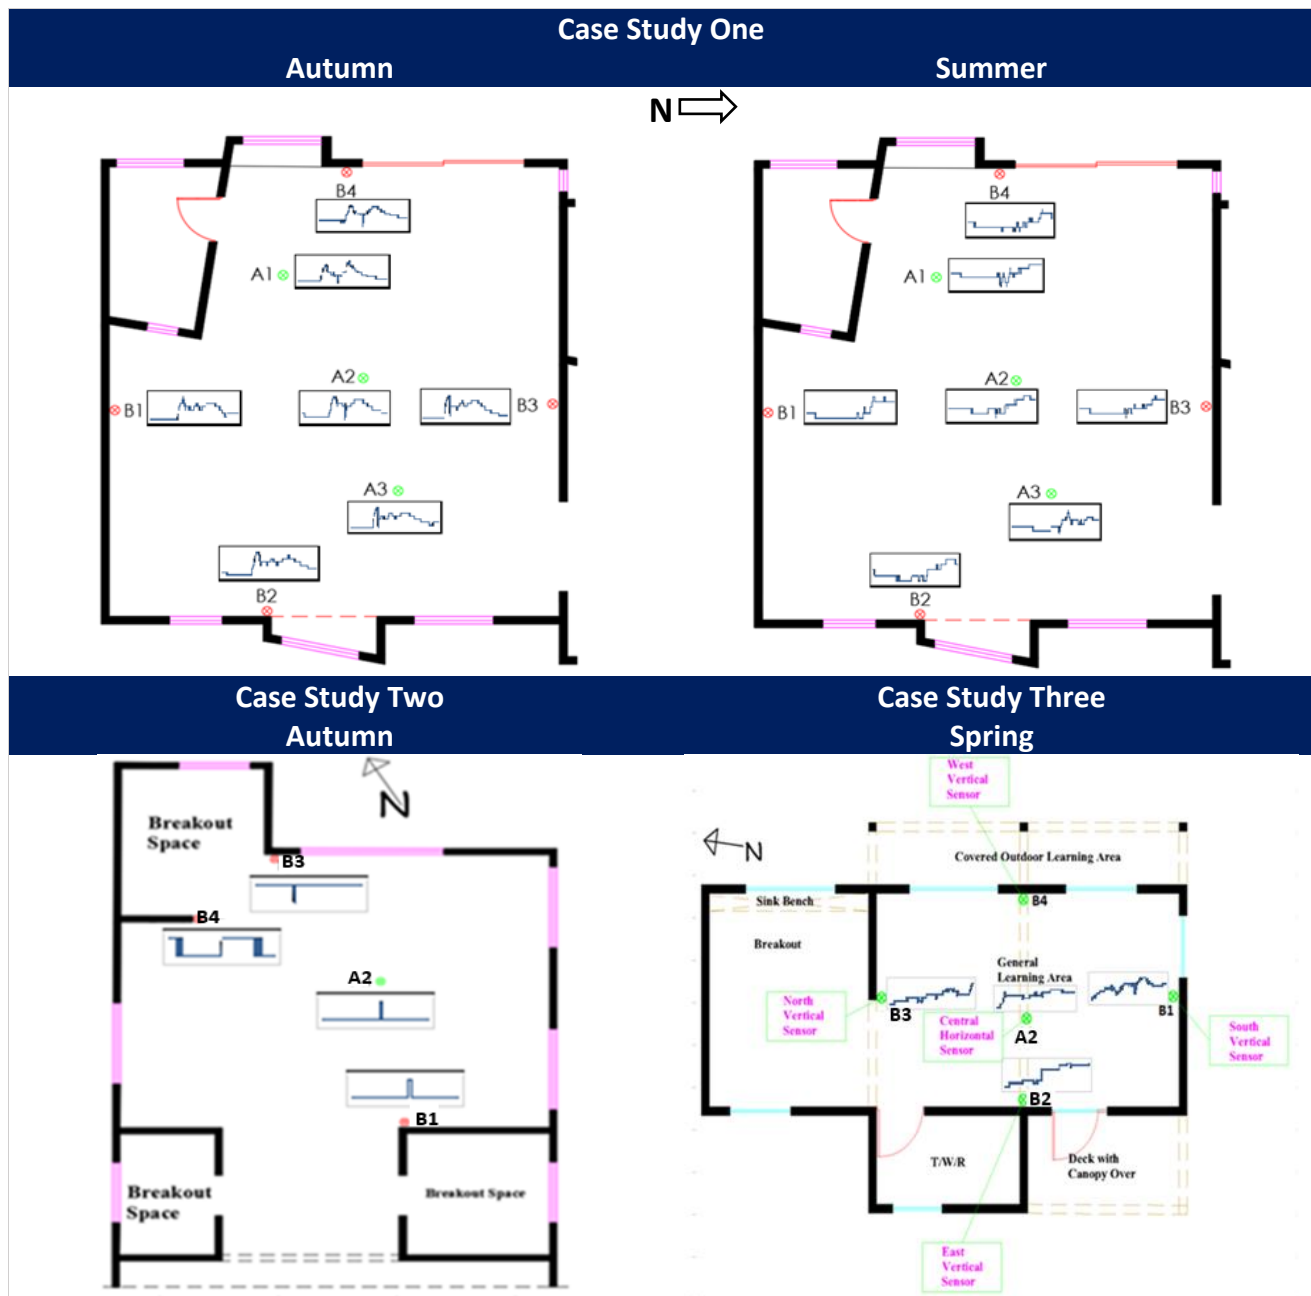 Case Study One
Autumn
Summer
N
B4
A1
A2
B1
B3
A3
B2
B4
A1
A2
B1
B3
A3
B2
Case Study Two
Autumn
Case Study Three
Spring
N
Breakout
Space
B3
B4
A2
B1
Breakout
Space
Breakout Space
West
Vertical
Sensor
N
Covered Outdoor Learning Area
Sink Bench
B4
Breakout
General
Learning Area
North
Vertical
Sensor
B3
Central
Horizontal
Sensor
A2
B1
South
Vertical
Sensor
B2
T/W/R
Deck with
Canopy Over
East
Vertical
Sensor